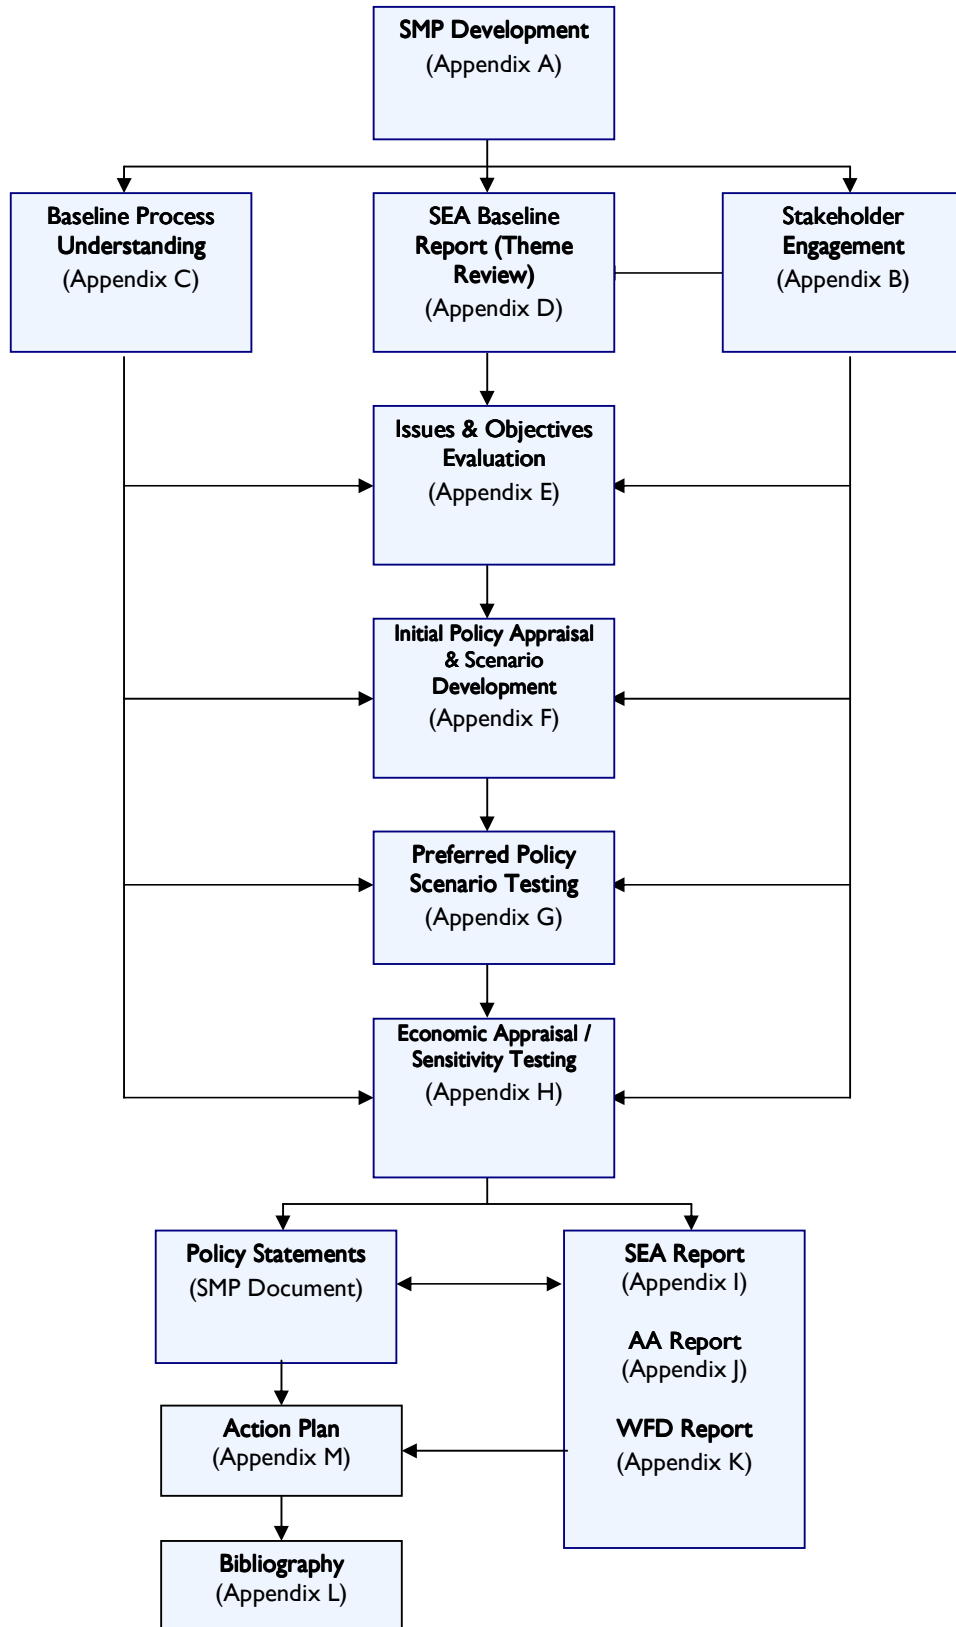 SMP Development
(Appendix A)
Baseline Process
Understanding
(Appendix C)
SEA Baseline
Report (Theme
Review)
(Appendix D)
Stakeholder
Engagement
(Appendix B)
Issues & Objectives
Evaluation
(Appendix E)
Initial Policy Appraisal
& Scenario
Development
(Appendix F)
Preferred Policy
Scenario Testing
(Appendix G)
Economic Appraisal /
Sensitivity Testing
(Appendix H)
Policy Statements
(SMP Document)
SEA Report
(Appendix I)
AA Report
(Appendix J)
WFD Report
(Appendix K)
Action Plan
(Appendix M)
Bibliography
(Appendix L)